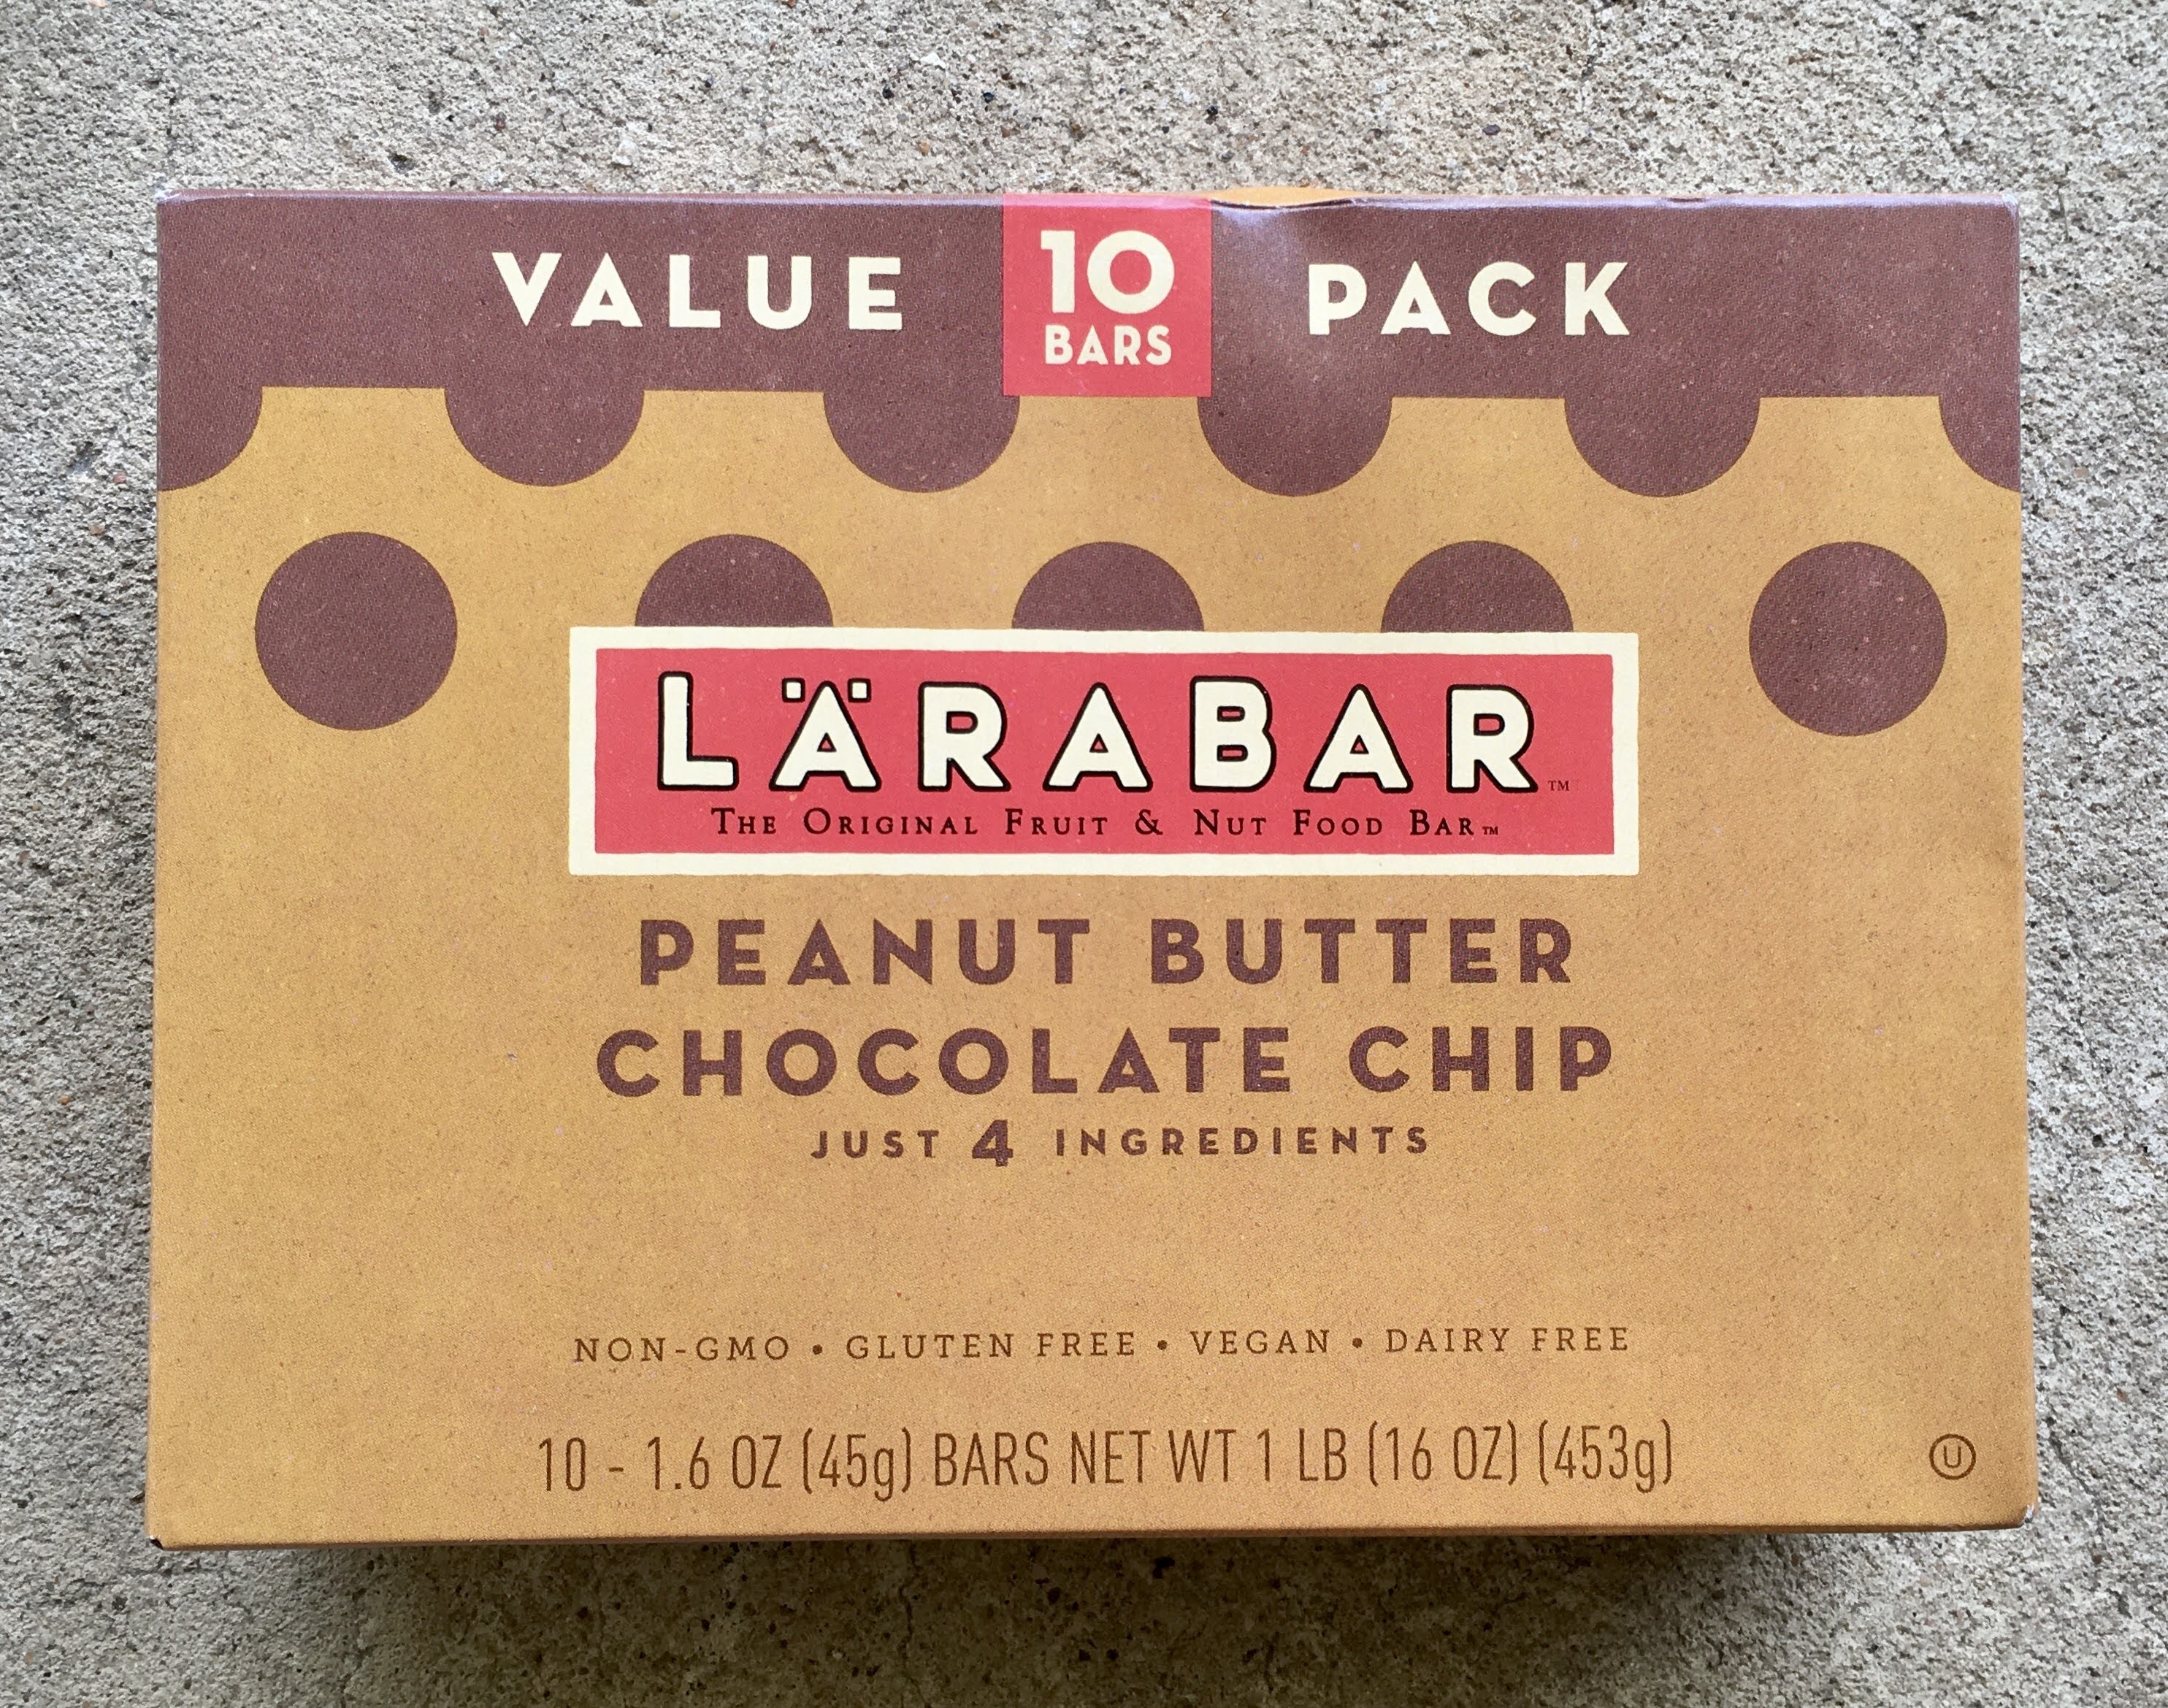 VALUE 10 BARS PACK
LÄRABAR™
THE ORIGINAL FRUIT & NUT FOOD BAR™
PEANUT BUTTER
CHOCOLATE CHIP
JUST 4 INGREDIENTS
NON-GMO • GLUTEN FREE • VEGAN • DAIRY FREE
10 - 1.6 OZ (45g) BARS NET WT 1 LB (16 OZ) (453g)
U